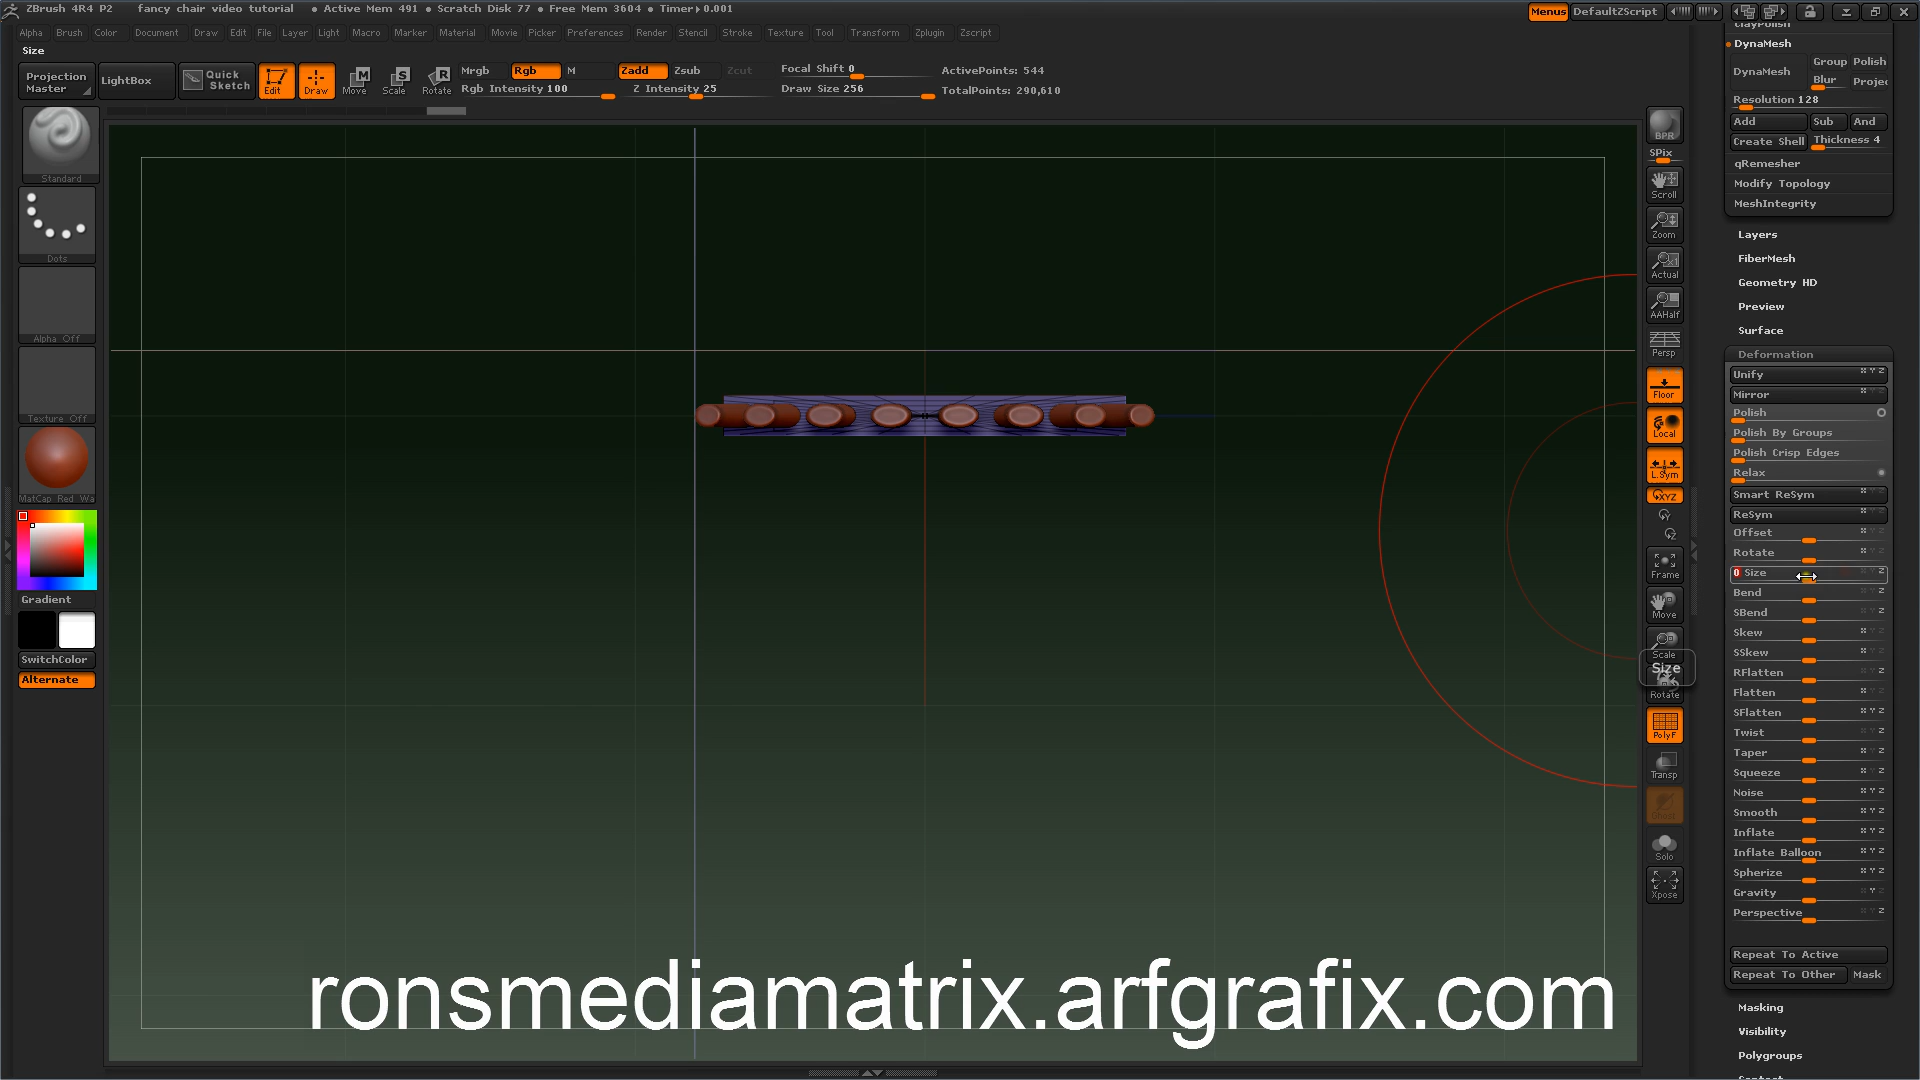 ZBrush 4R4 P2 fancy chair video tutorial • Active Mem 491 • Scratch Disk 77 • Free Mem 3604 • Timer▸0.001 Menus DefaultZScript
Alpha Brush Color Document Draw Edit File Layer Light Macro Marker Material Movie Picker Preferences Render Stencil Stroke Texture Tool Transform Zplugin Zscript
Size
Projection Master
LightBox
Quick Sketch
Edit
Draw
Move
Scale
Rotate
Mrgb Rgb M
Rgb Intensity 100
Zadd Zsub Zcut
Z Intensity 25
Focal Shift 0
Draw Size 256
ActivePoints: 544
TotalPoints: 290,610
Standard
Dots
Alpha Off
Texture Off
MatCap Red Wa
Gradient
SwitchColor
Alternate
BPR
SPix
Scroll
Zoom
Actual
AAHalf
Persp
Floor
Local
L.Sym
XYZ
Y
Z
Frame
Move
Scale
Size
Rotate
PolyF
Transp
Ghost
Solo
Xpose
ClayPolish
DynaMesh
DynaMesh Group Polish
Blur Projec
Resolution 128
Add Sub And
Create Shell Thickness 4
qRemesher
Modify Topology
MeshIntegrity
Layers
FiberMesh
Geometry HD
Preview
Surface
Deformation
Unify
Mirror
Polish
Polish By Groups
Polish Crisp Edges
Relax
Smart ReSym
ReSym
Offset
Rotate
0 Size
Bend
SBend
Skew
SSkew
RFlatten
Flatten
SFlatten
Twist
Taper
Squeeze
Noise
Smooth
Inflate
Inflate Balloon
Spherize
Gravity
Perspective
Repeat To Active
Repeat To Other Mask
Masking
Visibility
Polygroups
ronsmediamatrix.arfgrafix.com